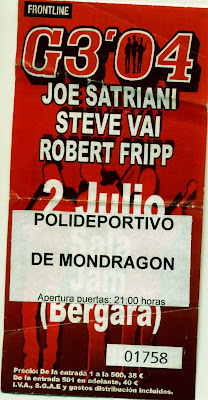 FRONTLINE
G3'04
JOE SATRIANI
STEVE VAI
ROBERT FRIPP
2 Julio
POLIDEPORTIVO
DE MONDRAGON
Apertura puertas: 21:00 horas
(Bergara)
01758
Precio: De la entrada 1 a la 500, 35 €
De la entrada 501 en adelante, 40 €
I.V.A., S.G.A.E y gastos distribución incluidos.